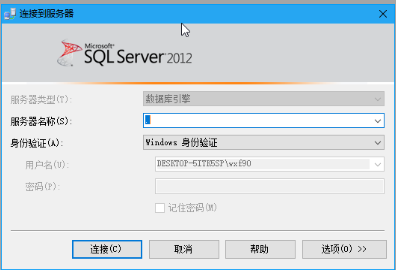 连接到服务器
Microsoft
SQL Server 2012
服务器类型(T):
数据库引擎
服务器名称(S):
.
身份验证(A):
Windows 身份验证
用户名(U):
DESKTOP-5ITB5SP\wxf90
密码(P):
记住密码(M)
连接(C)
取消
帮助
选项(O) >>